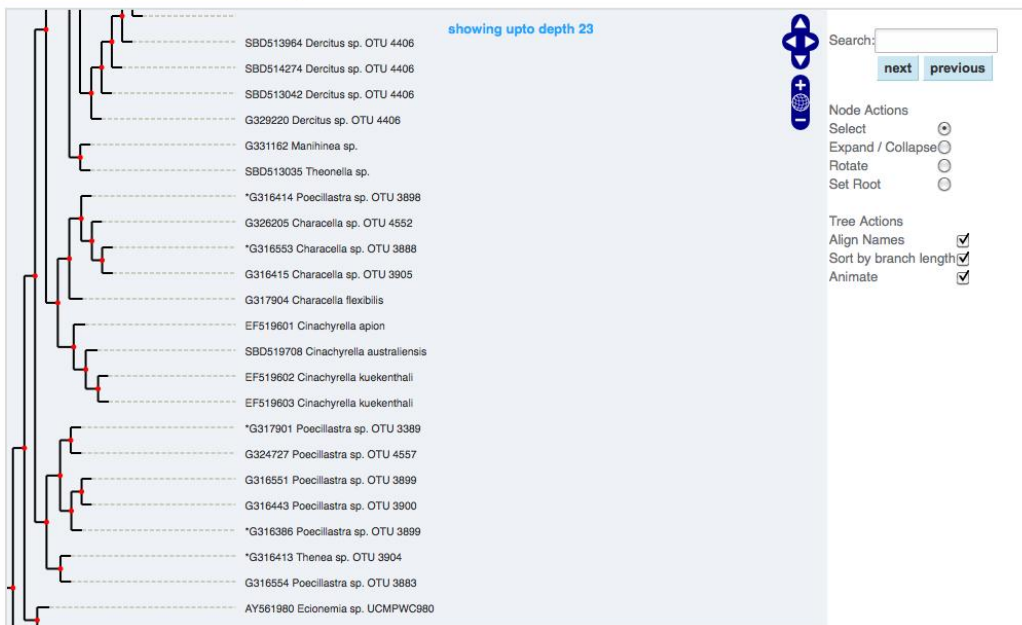 showing upto depth 23
SBD513964 Dercitus sp. OTU 4406
SBD514274 Dercitus sp. OTU 4406
SBD513042 Dercitus sp. OTU 4406
G329220 Dercitus sp. OTU 4406
G331162 Manihinea sp.
SBD513035 Theonella sp.
*G316414 Poecillastra sp. OTU 3898
G326205 Characella sp. OTU 4552
*G316553 Characella sp. OTU 3888
G316415 Characella sp. OTU 3905
G317904 Characella flexibilis
EF519601 Cinachyrella apion
SBD519708 Cinachyrella australiensis
EF519602 Cinachyrella kuekenthali
EF519603 Cinachyrella kuekenthali
*G317901 Poecillastra sp. OTU 3389
G324727 Poecillastra sp. OTU 4557
G316551 Poecillastra sp. OTU 3899
G316443 Poecillastra sp. OTU 3900
*G316386 Poecillastra sp. OTU 3899
*G316413 Thenea sp. OTU 3904
G316554 Poecillastra sp. OTU 3883
AY561980 Ecionemia sp. UCMPWC980
Search:
next previous
Node Actions
Select
Expand / Collapse
Rotate
Set Root
Tree Actions
Align Names
Sort by branch length
Animate